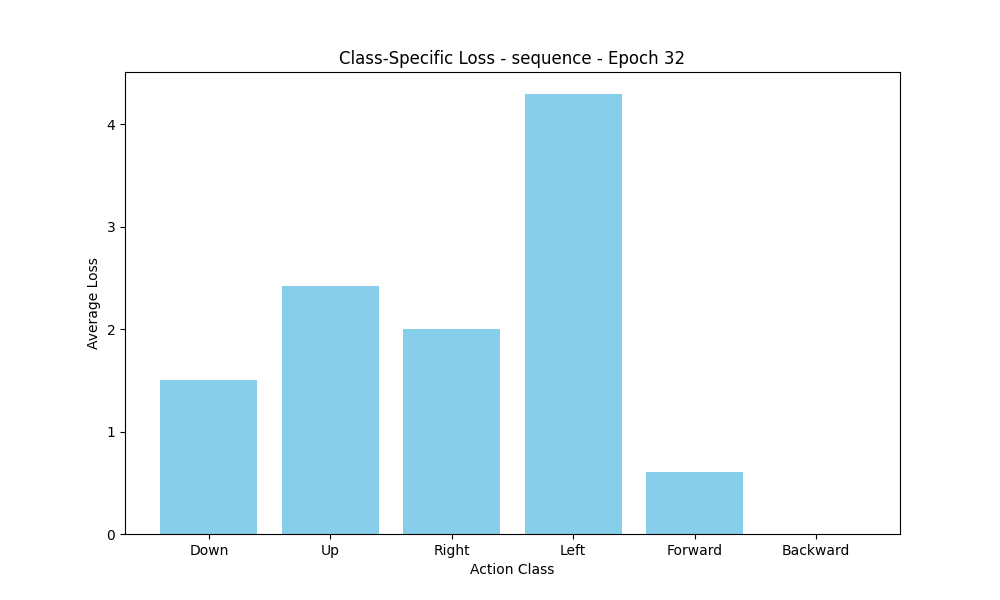 Class-Specific Loss - sequence - Epoch 32
4
3
2
1
0
Average Loss
Down Up Right Left Forward Backward
Action Class